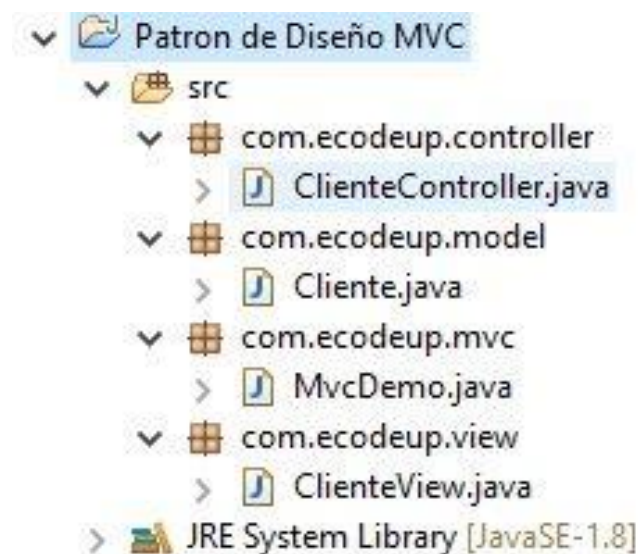 Patron de Diseño MVC
src
com.ecodeup.controller
ClienteController.java
com.ecodeup.model
Cliente.java
com.ecodeup.mvc
MvcDemo.java
com.ecodeup.view
ClienteView.java
JRE System Library [JavaSE-1.8]